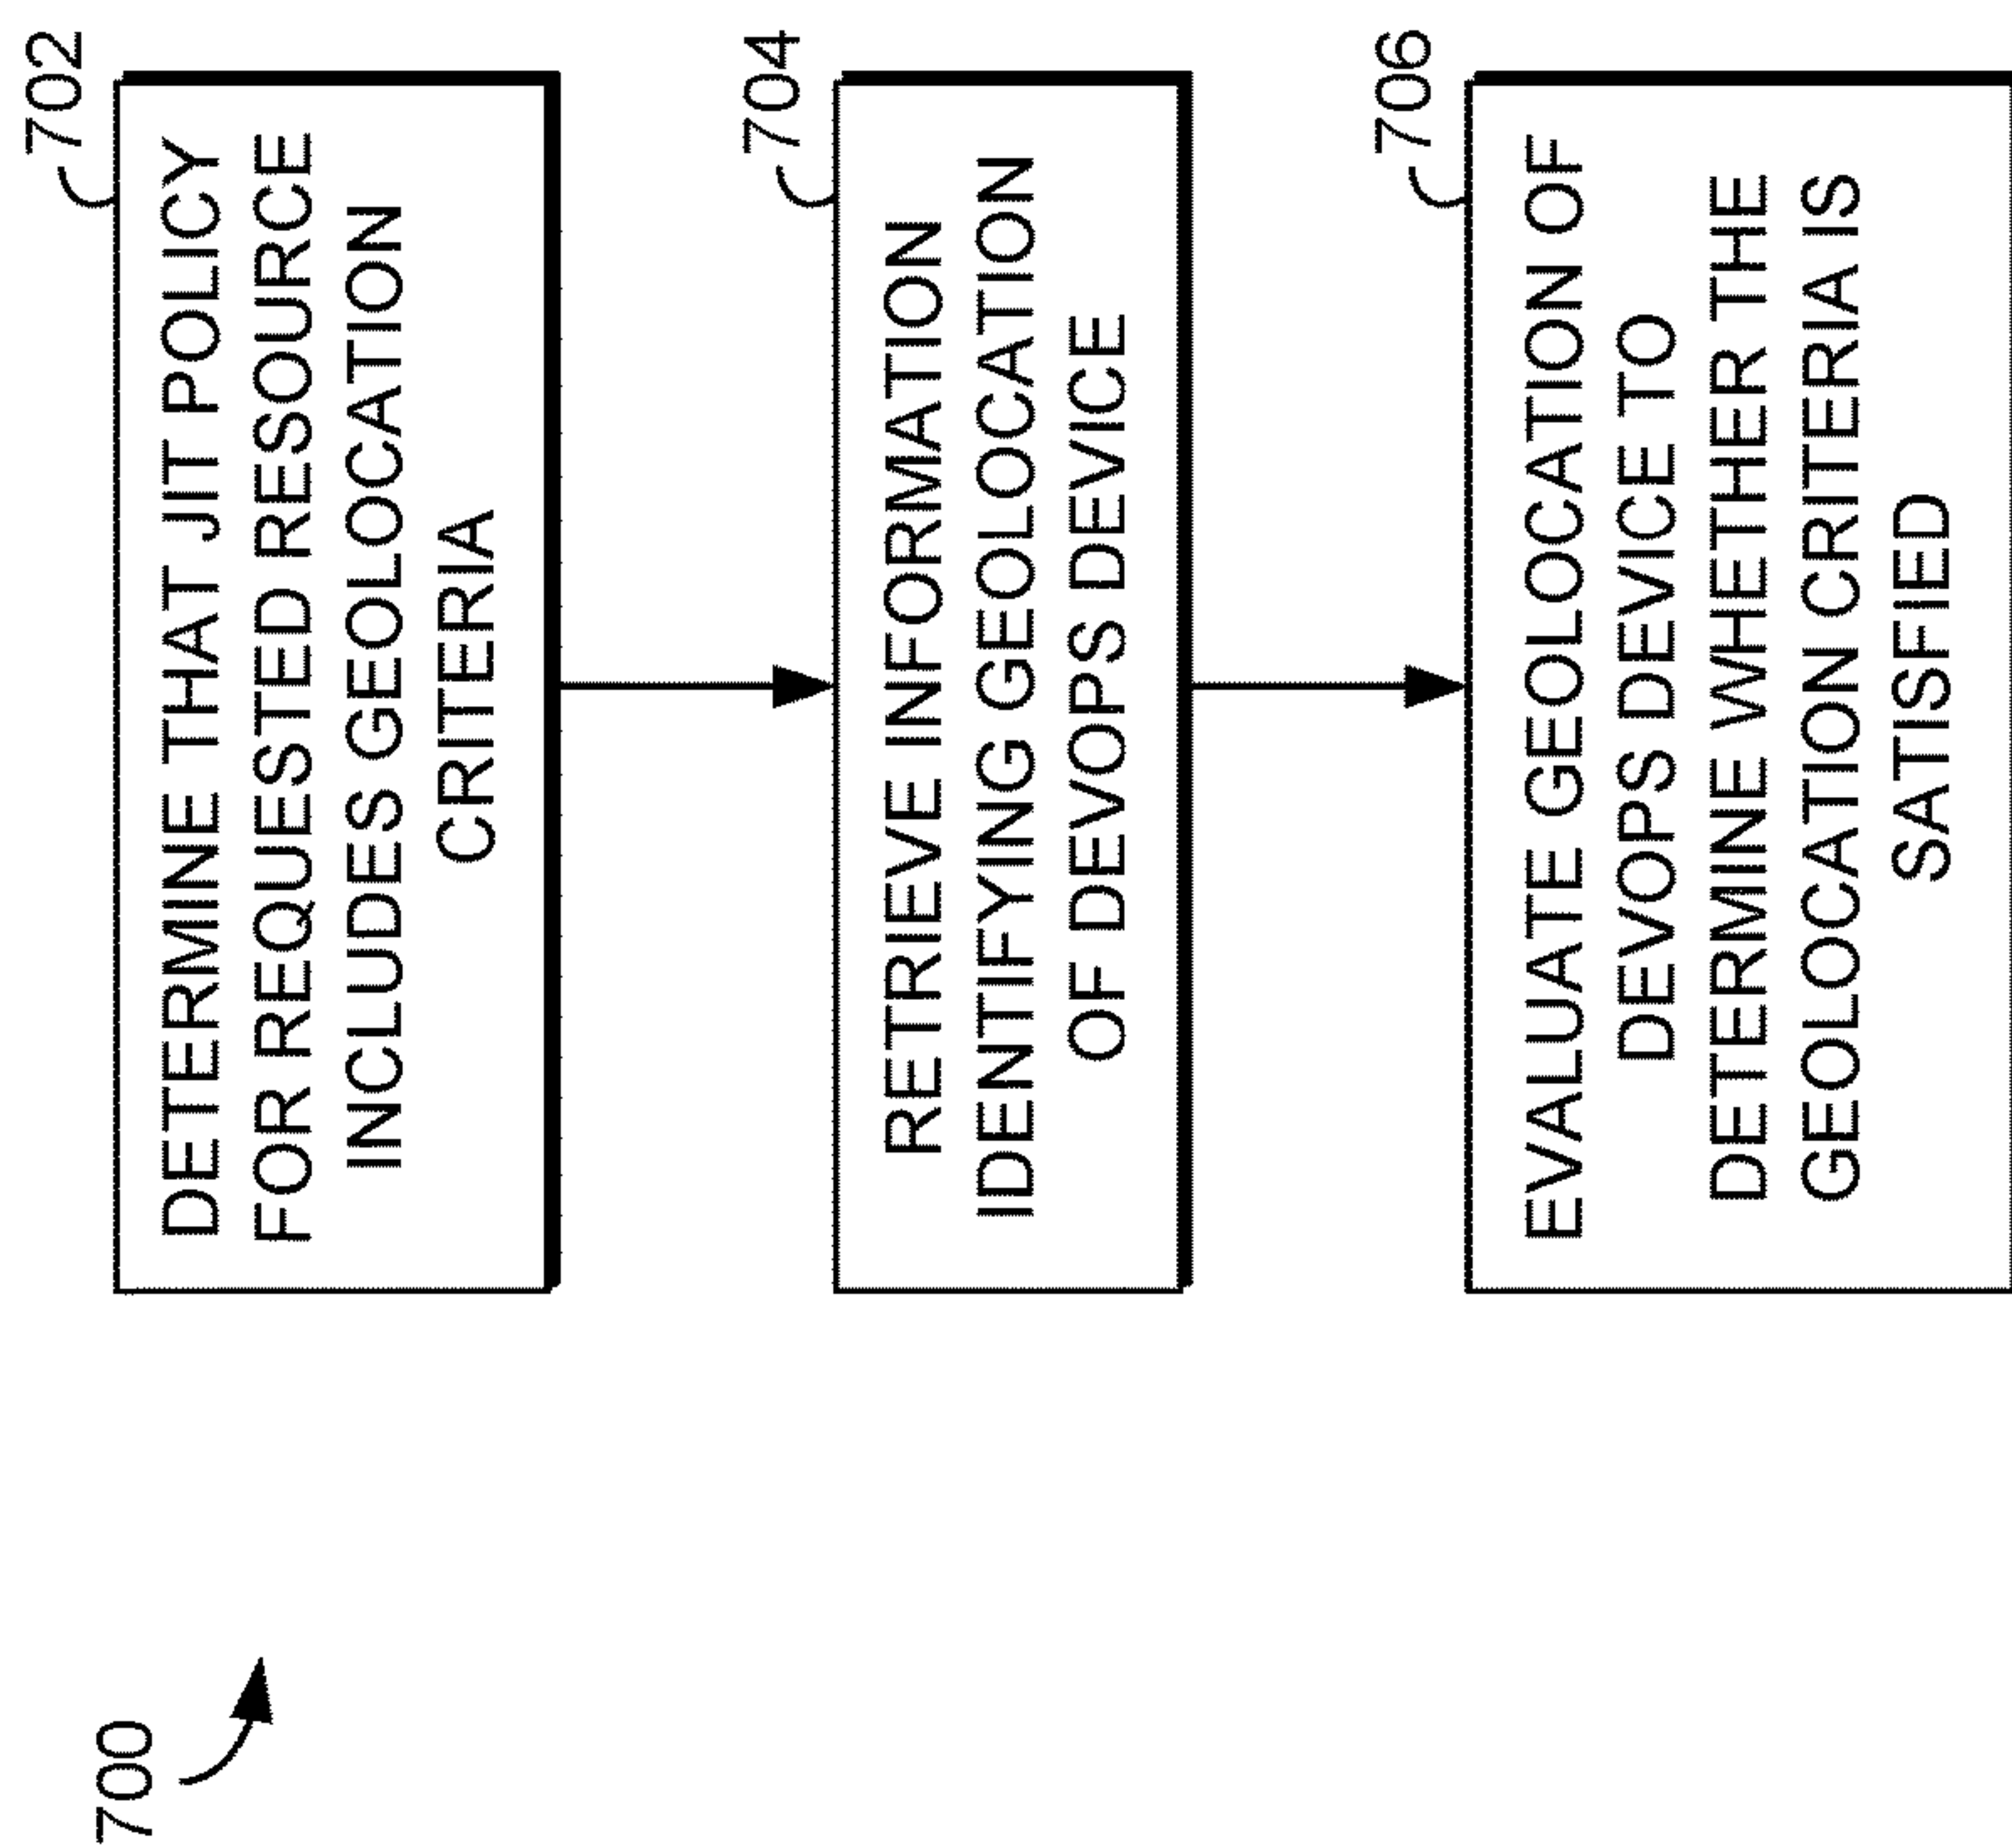 700
702
DETERMINE THAT JIT POLICY
FOR REQUESTED RESOURCE
INCLUDES GEOLOCATION
CRITERIA
704
RETRIEVE INFORMATION
IDENTIFYING GEOLOCATION
OF DEVOPS DEVICE
706
EVALUATE GEOLOCATION OF
DEVOPS DEVICE TO
DETERMINE WHETHER THE
GEOLOCATION CRITERIA IS
SATISFIED